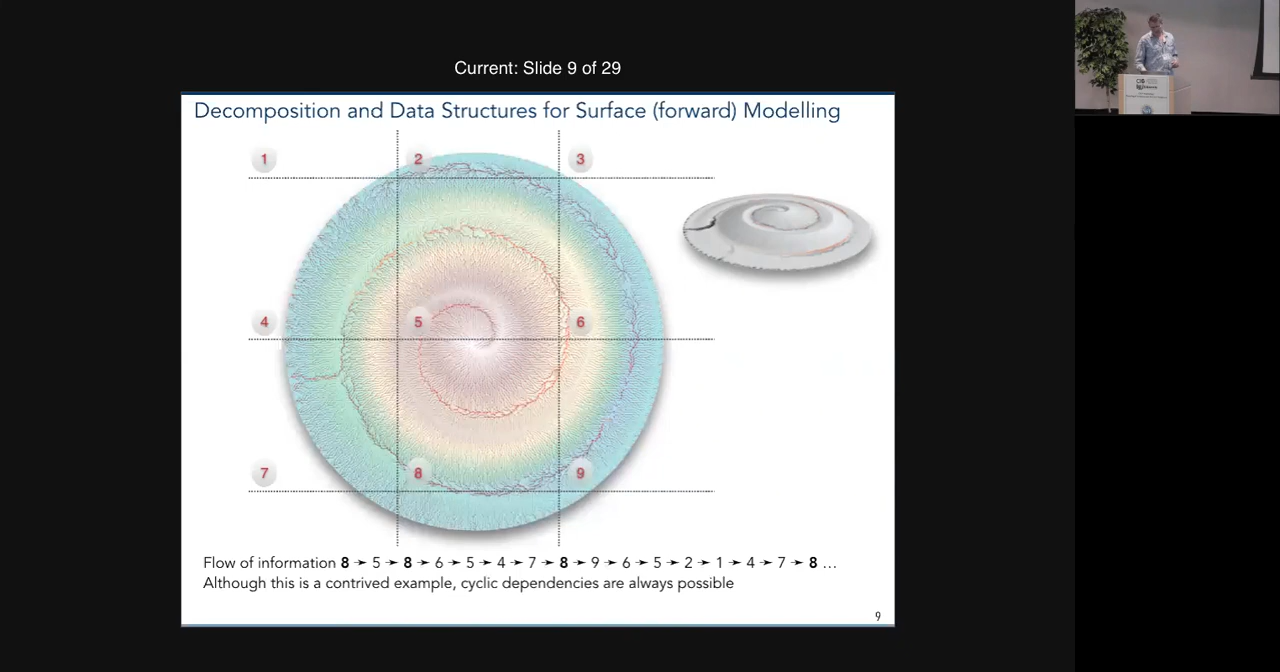 Current: Slide 9 of 29
Decomposition and Data Structures for Surface (forward) Modelling
1 2 3
4 5 6
7 8 9
Flow of information 8 → 5 → 8 → 6 → 5 → 4 → 7 → 8 → 9 → 6 → 5 → 2 → 1 → 4 → 7 → 8 …
Although this is a contrived example, cyclic dependencies are always possible
9